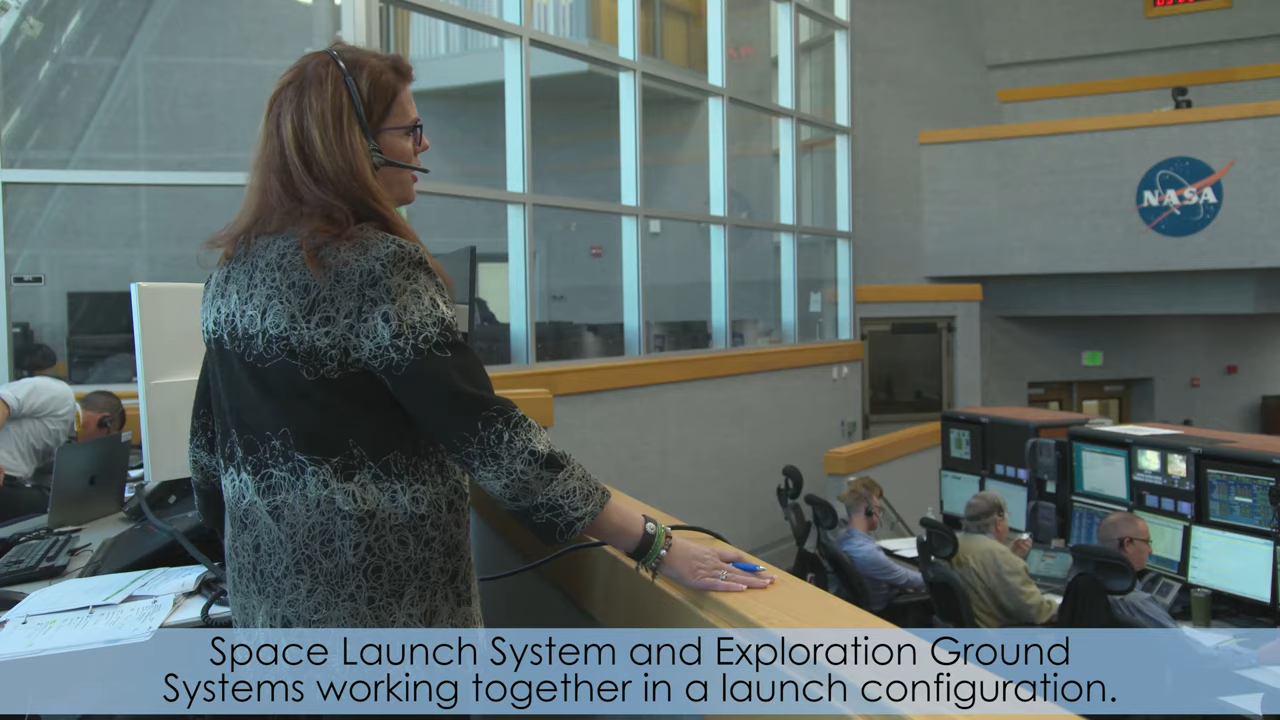 NASA
Space Launch System and Exploration Ground
Systems working together in a launch configuration.